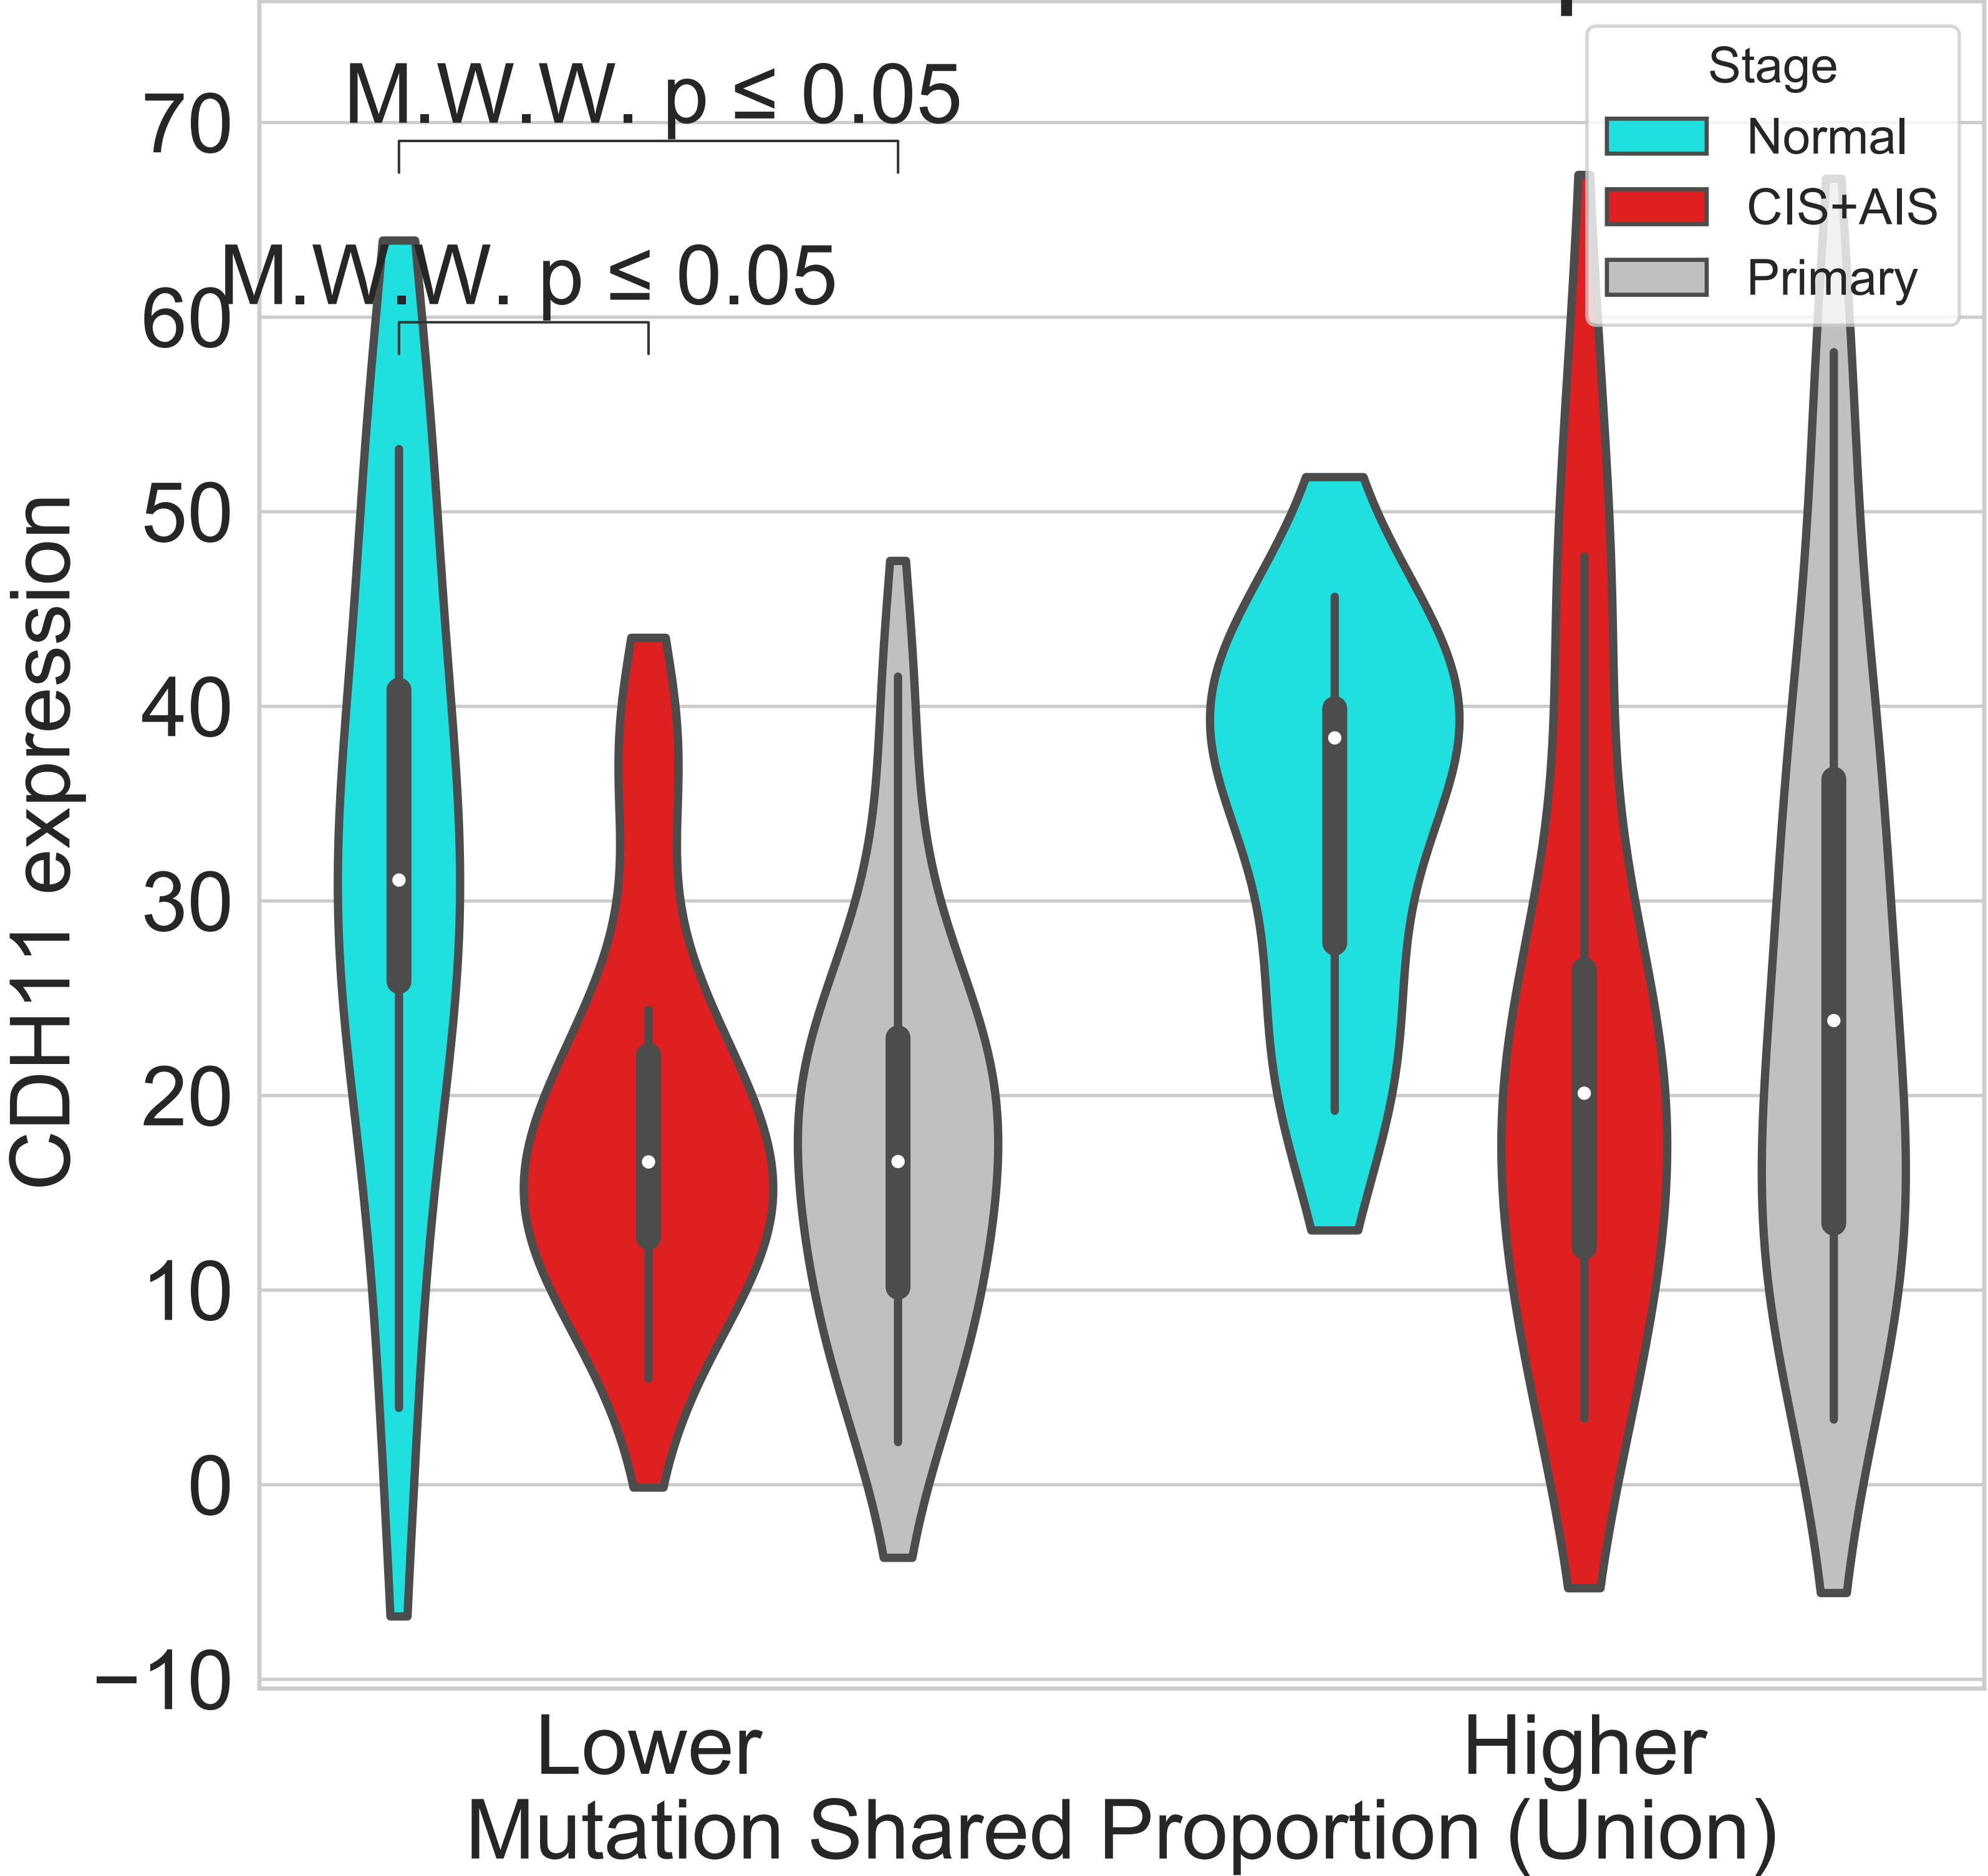 M.W.W. p ≤ 0.05
M.W.W. p ≤ 0.05
Stage
Normal
CIS+AIS
Primary
CDH11 expression
70
60
50
40
30
20
10
0
−10
Lower
Higher
Mutation Shared Proportion (Union)